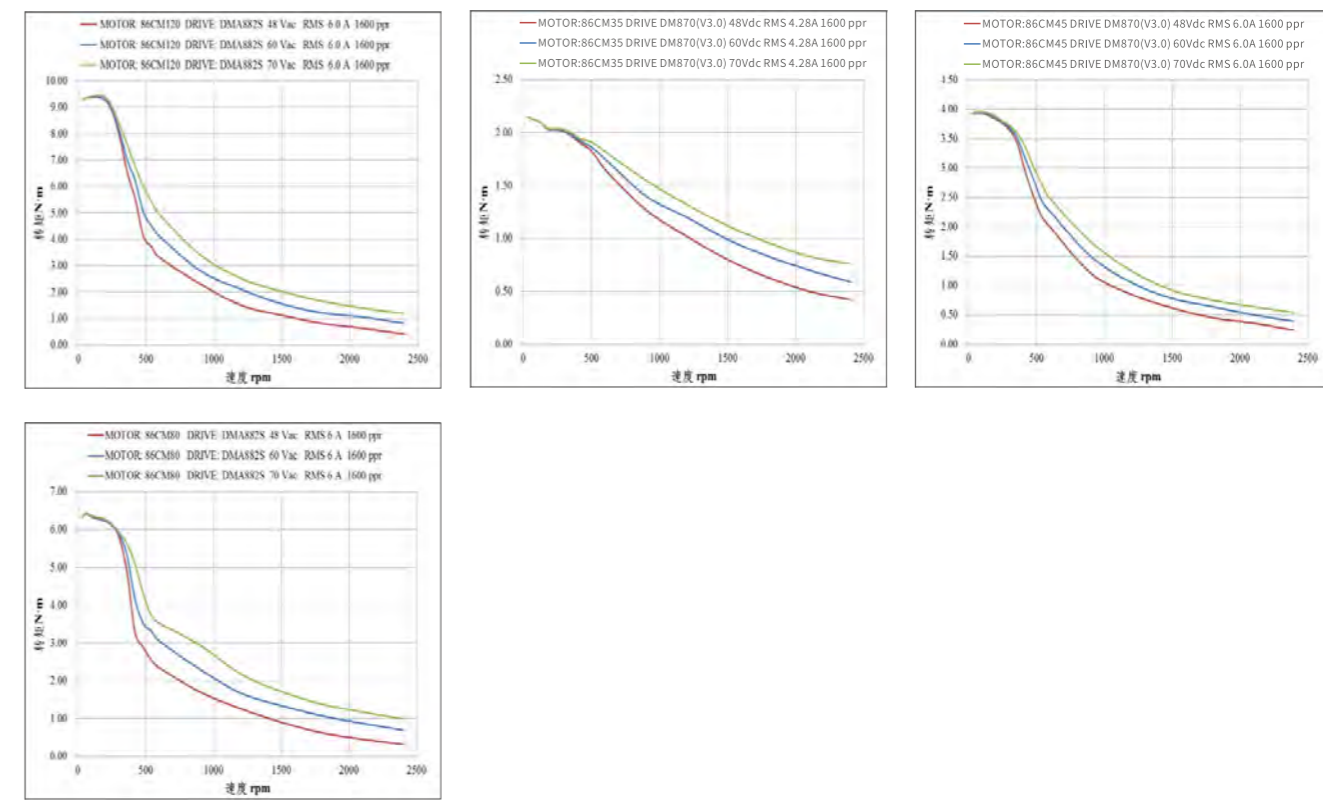 MOTOR: 86CM120 DRIVE: DMA882S 48 Vac RMS 6.0 A 1600 ppr
MOTOR: 86CM120 DRIVE: DMA882S 60 Vac RMS 6.0 A 1600 ppr
MOTOR: 86CM120 DRIVE: DMA882S 70 Vac RMS 6.0 A 1600 ppr
10.00
9.00
8.00
7.00
6.00
5.00
4.00
3.00
2.00
1.00
0.00
转矩 N·m
0 500 1000 1500 2000 2500
速度 rpm
MOTOR:86CM35 DRIVE DM870(V3.0) 48Vdc RMS 4.28A 1600 ppr
MOTOR:86CM35 DRIVE DM870(V3.0) 60Vdc RMS 4.28A 1600 ppr
MOTOR:86CM35 DRIVE DM870(V3.0) 70Vdc RMS 4.28A 1600 ppr
2.50
2.00
1.50
1.00
0.50
0.00
转矩 N·m
0 500 1000 1500 2000 2500
速度 rpm
MOTOR:86CM45 DRIVE DM870(V3.0) 48Vdc RMS 6.0A 1600 ppr
MOTOR:86CM45 DRIVE DM870(V3.0) 60Vdc RMS 6.0A 1600 ppr
MOTOR:86CM45 DRIVE DM870(V3.0) 70Vdc RMS 6.0A 1600 ppr
4.00
3.50
3.00
2.50
2.00
1.50
1.00
0.50
0.00
转矩 N·m
0 500 1000 1500 2000 2500
速度 rpm
MOTOR: 86CM80 DRIVE: DMA882S 48 Vac RMS 6 A 1600 ppr
MOTOR: 86CM80 DRIVE: DMA882S 60 Vac RMS 6 A 1600 ppr
MOTOR: 86CM80 DRIVE: DMA882S 70 Vac RMS 6 A 1600 ppr
7.00
6.00
5.00
4.00
3.00
2.00
1.00
0.00
转矩 N·m
0 500 1000 1500 2000 2500
速度 rpm